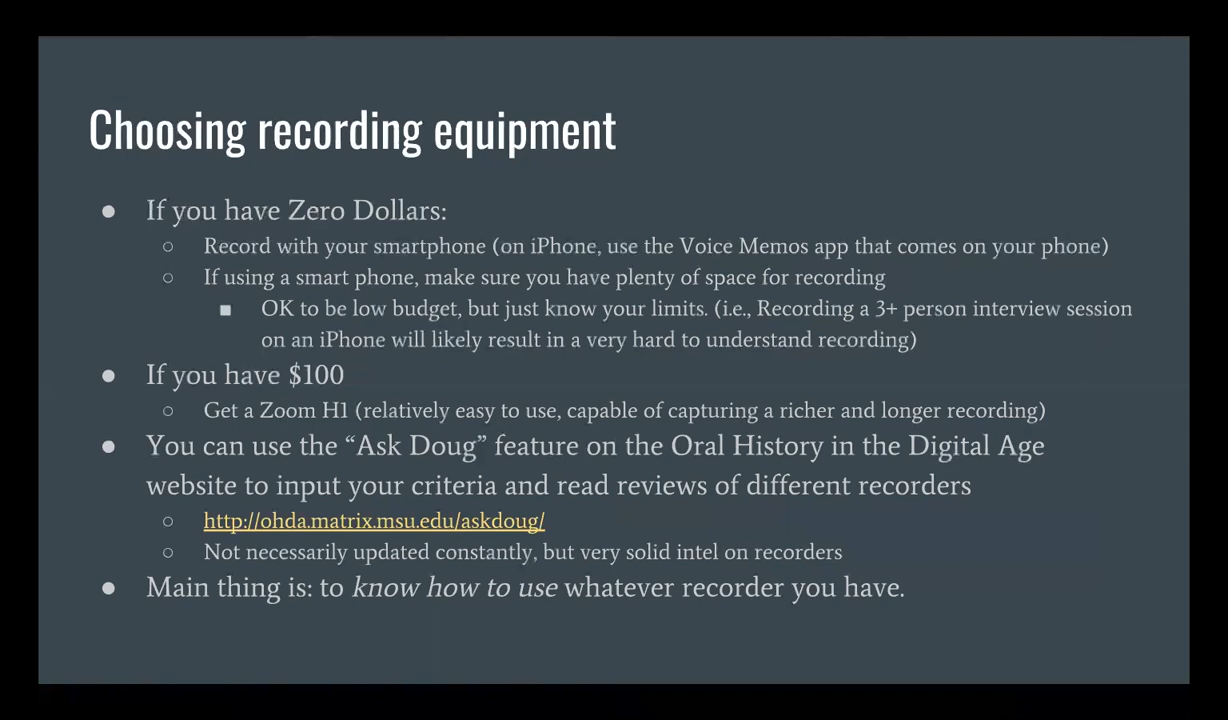 Choosing recording equipment
● If you have Zero Dollars:
○ Record with your smartphone (on iPhone, use the Voice Memos app that comes on your phone)
○ If using a smart phone, make sure you have plenty of space for recording
■ OK to be low budget, but just know your limits. (i.e., Recording a 3+ person interview session
on an iPhone will likely result in a very hard to understand recording)
● If you have $100
○ Get a Zoom H1 (relatively easy to use, capable of capturing a richer and longer recording)
● You can use the “Ask Doug” feature on the Oral History in the Digital Age
website to input your criteria and read reviews of different recorders
○ http://ohda.matrix.msu.edu/askdoug/
○ Not necessarily updated constantly, but very solid intel on recorders
● Main thing is: to know how to use whatever recorder you have.